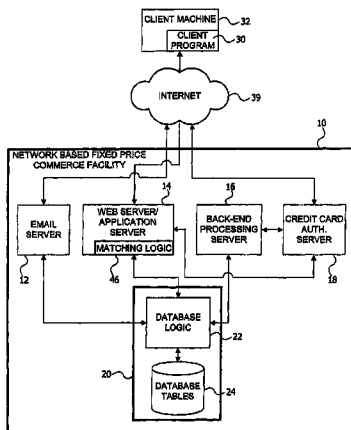 CLIENT MACHINE
32
CLIENT
PROGRAM
30
INTERNET
39
10
NETWORK BASED FIXED PRICE
COMMERCE FACILITY
14
16
EMAIL
SERVER
WEB SERVER/
APPLICATION
SERVER
MATCHING LOGIC
BACK-END
PROCESSING
SERVER
CREDIT CARD
AUTH.
SERVER
12
46
18
DATABASE
LOGIC
22
20
DATABASE
TABLES
24